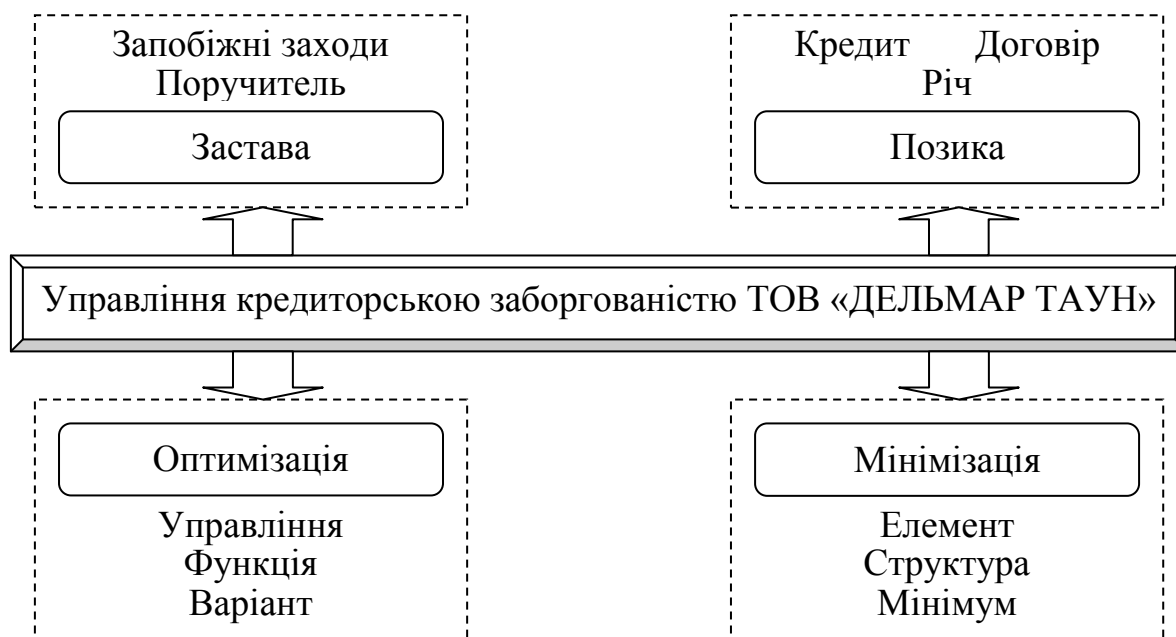 Запобіжні заходи
Поручитель
Застава
Кредит Договір
Річ
Позика
Управління кредиторською заборгованістю ТОВ «ДЕЛЬМАР ТАУН»
Оптимізація
Управління
Функція
Варіант
Мінімізація
Елемент
Структура
Мінімум